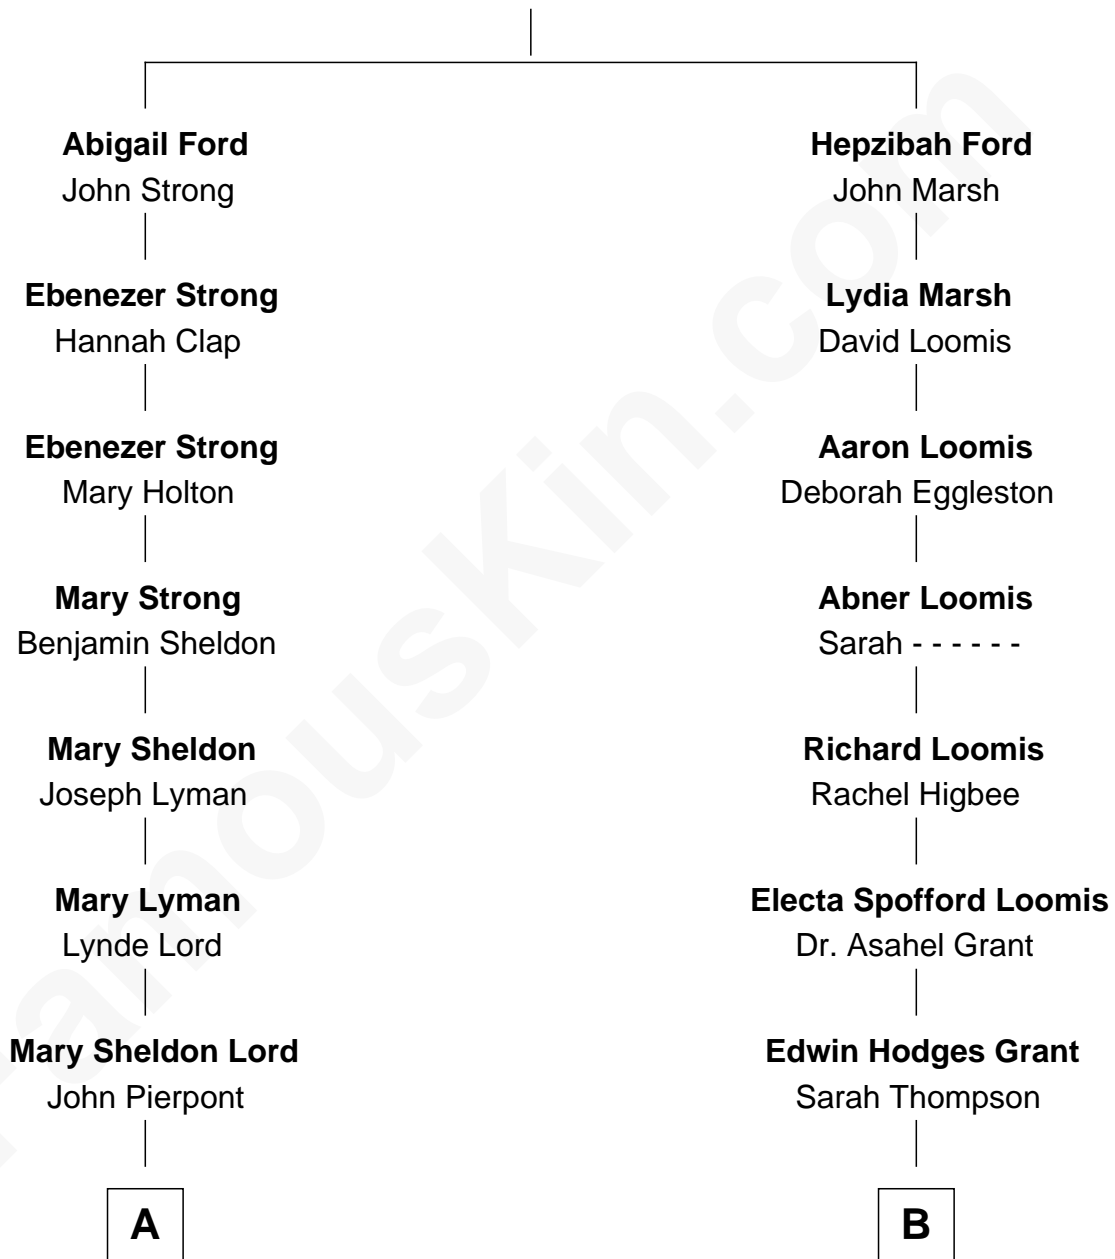 Abigail Ford
John Strong
Hepzibah Ford
John Marsh
Ebenezer Strong
Hannah Clap
Lydia Marsh
David Loomis
Ebenezer Strong
Mary Holton
Aaron Loomis
Deborah Eggleston
Mary Strong
Benjamin Sheldon
Abner Loomis
Sarah - - - - - -
Mary Sheldon
Joseph Lyman
Richard Loomis
Rachel Higbee
Mary Lyman
Lynde Lord
Electa Spofford Loomis
Dr. Asahel Grant
Mary Sheldon Lord
John Pierpont
Edwin Hodges Grant
Sarah Thompson
A
B
FamousKin.com